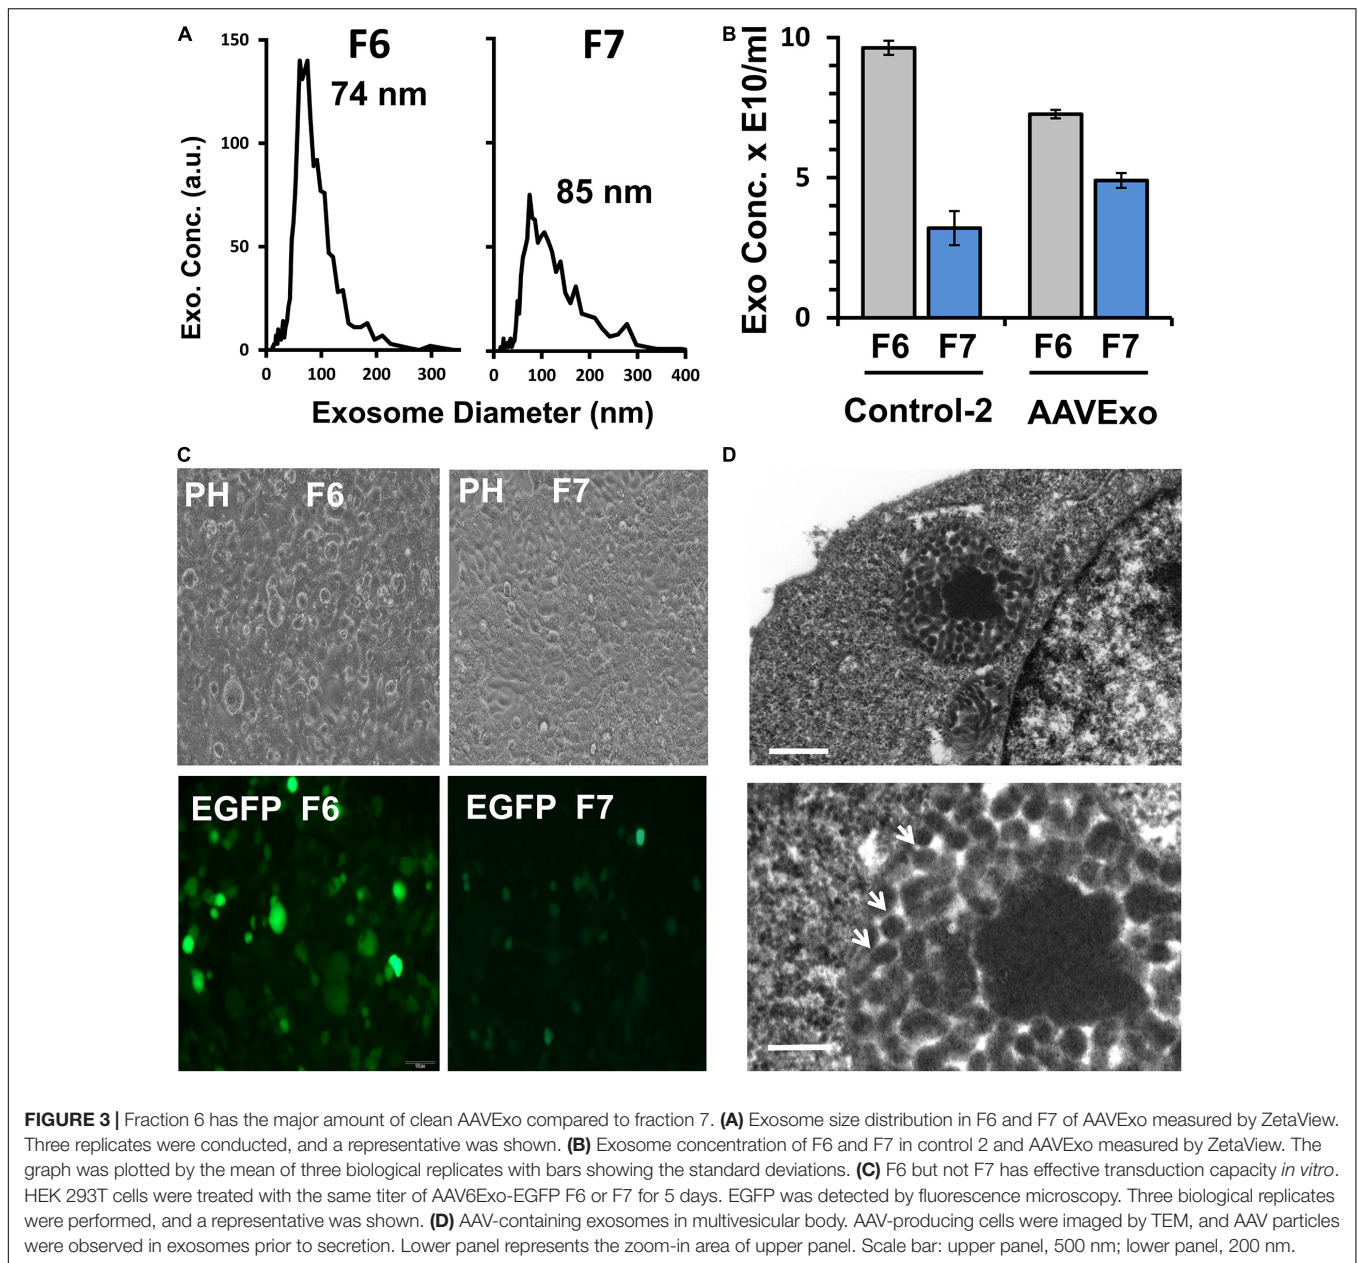 A
F6
74 nm
150
100
50
0
Exo. Conc. (a.u.)
0 100 200 300
F7
85 nm
0 100 200 300 400
Exosome Diameter (nm)
B
Exo Conc. x E10/ml
10
5
0
F6 F7 F6 F7
Control-2 AAVExo
C
PH F6
PH F7
EGFP F6
EGFP F7
D
FIGURE 3 | Fraction 6 has the major amount of clean AAVExo compared to fraction 7. (A) Exosome size distribution in F6 and F7 of AAVExo measured by ZetaView.
Three replicates were conducted, and a representative was shown. (B) Exosome concentration of F6 and F7 in control 2 and AAVExo measured by ZetaView. The
graph was plotted by the mean of three biological replicates with bars showing the standard deviations. (C) F6 but not F7 has effective transduction capacity in vitro.
HEK 293T cells were treated with the same titer of AAV6Exo-EGFP F6 or F7 for 5 days. EGFP was detected by fluorescence microscopy. Three biological replicates
were performed, and a representative was shown. (D) AAV-containing exosomes in multivesicular body. AAV-producing cells were imaged by TEM, and AAV particles
were observed in exosomes prior to secretion. Lower panel represents the zoom-in area of upper panel. Scale bar: upper panel, 500 nm; lower panel, 200 nm.